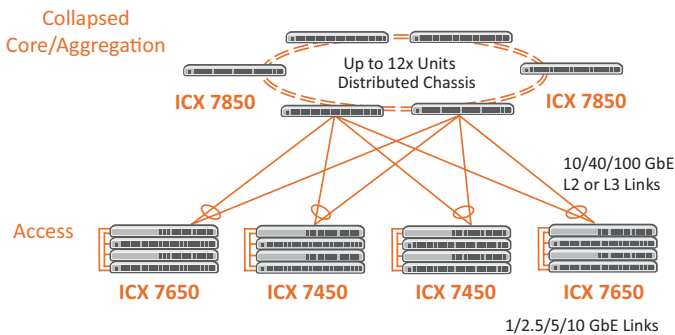 Collapsed
Core/Aggregation
Up to 12x Units
Distributed Chassis
ICX 7850
ICX 7850
10/40/100 GbE
L2 or L3 Links
Access
ICX 7650
ICX 7450
ICX 7450
ICX 7650
1/2.5/5/10 GbE Links